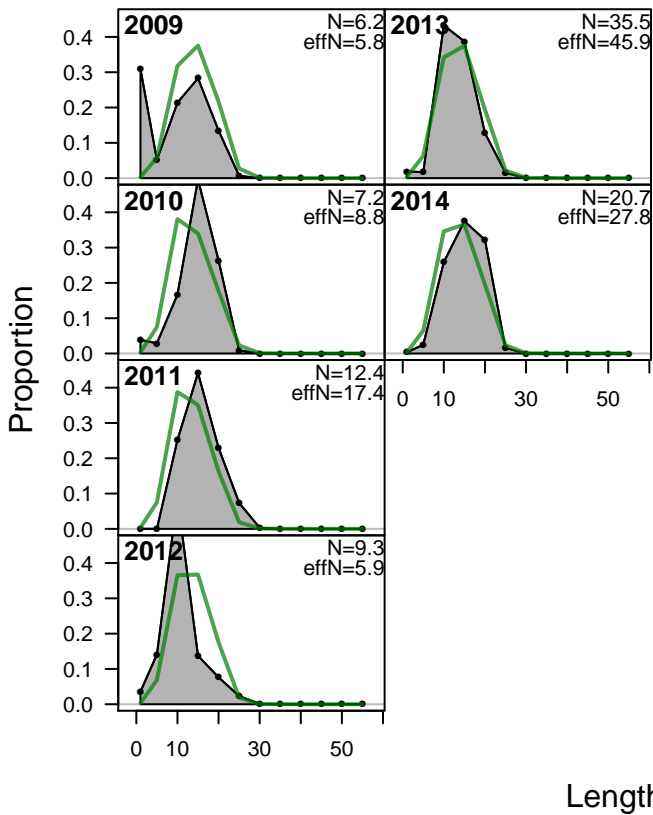 2009
N=6.2
effN=5.8
0.4
0.3
0.2
0.1
0.0
2013
N=35.5
effN=45.9
2010
N=7.2
effN=8.8
0.4
0.3
0.2
0.1
0.0
2014
N=20.7
effN=27.8
0 10 30 50
2011
N=12.4
effN=17.4
0.4
0.3
0.2
0.1
0.0
2012
N=9.3
effN=5.9
0.4
0.3
0.2
0.1
0.0
0 10 30 50
Proportion
Length